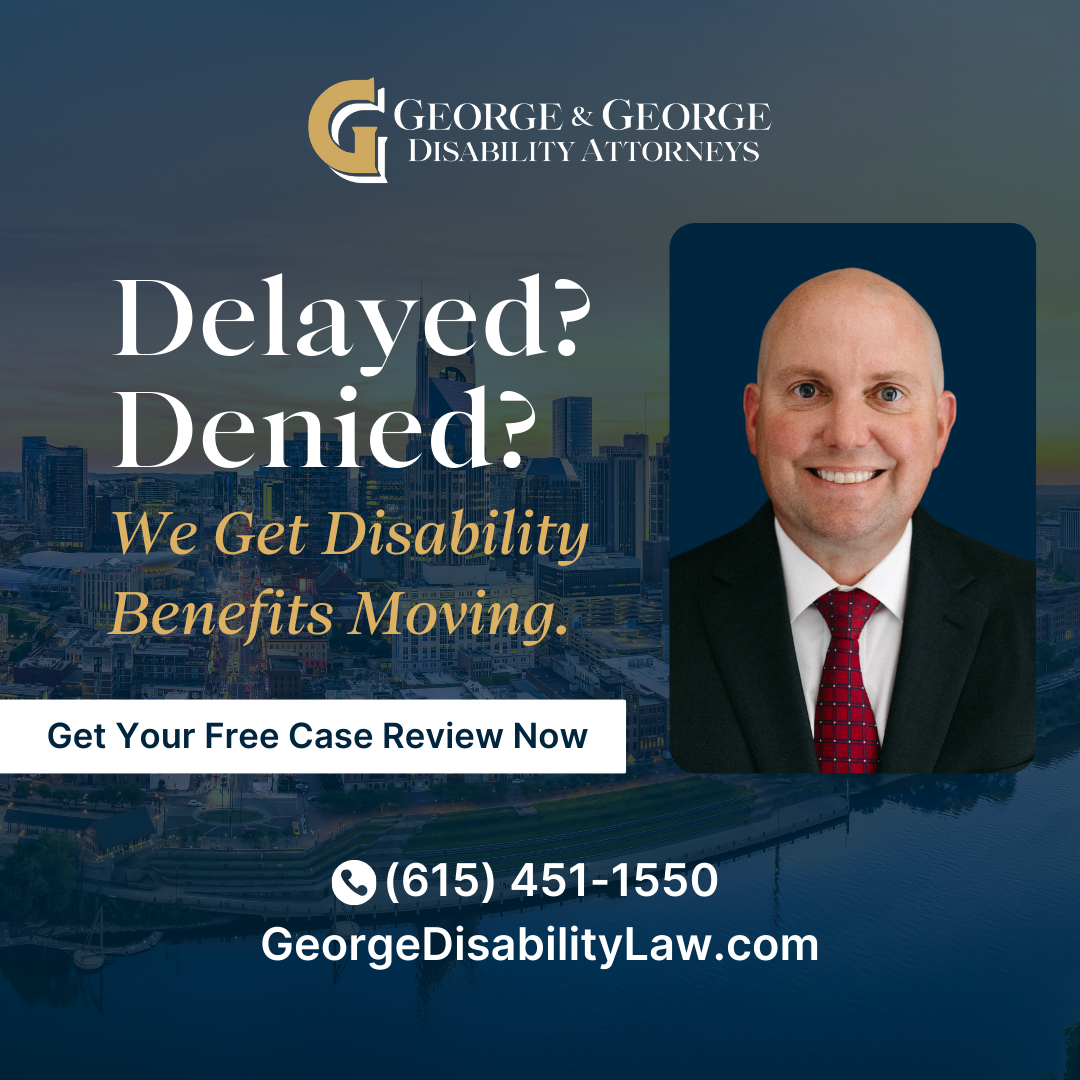 George & George
Disability Attorneys
Delayed?
Denied?
We Get Disability
Benefits Moving.
Get Your Free Case Review Now
(615) 451-1550
GeorgeDisabilityLaw.com